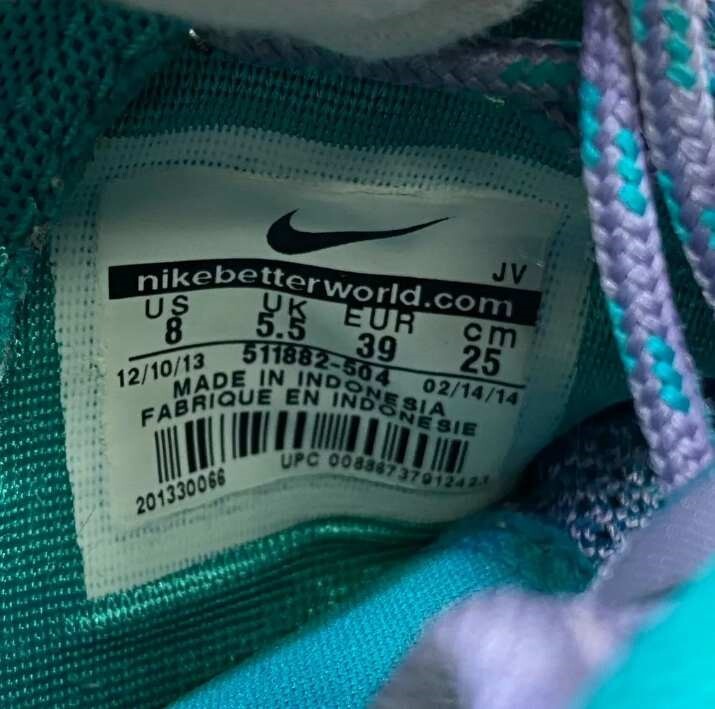 JV
nikebetterworld.com
US UK EUR cm
8 5.5 39 25
12/10/13 511882-504 02/14/14
MADE IN INDONESIA
FABRIQUE EN INDONESIE
201330066 UPC